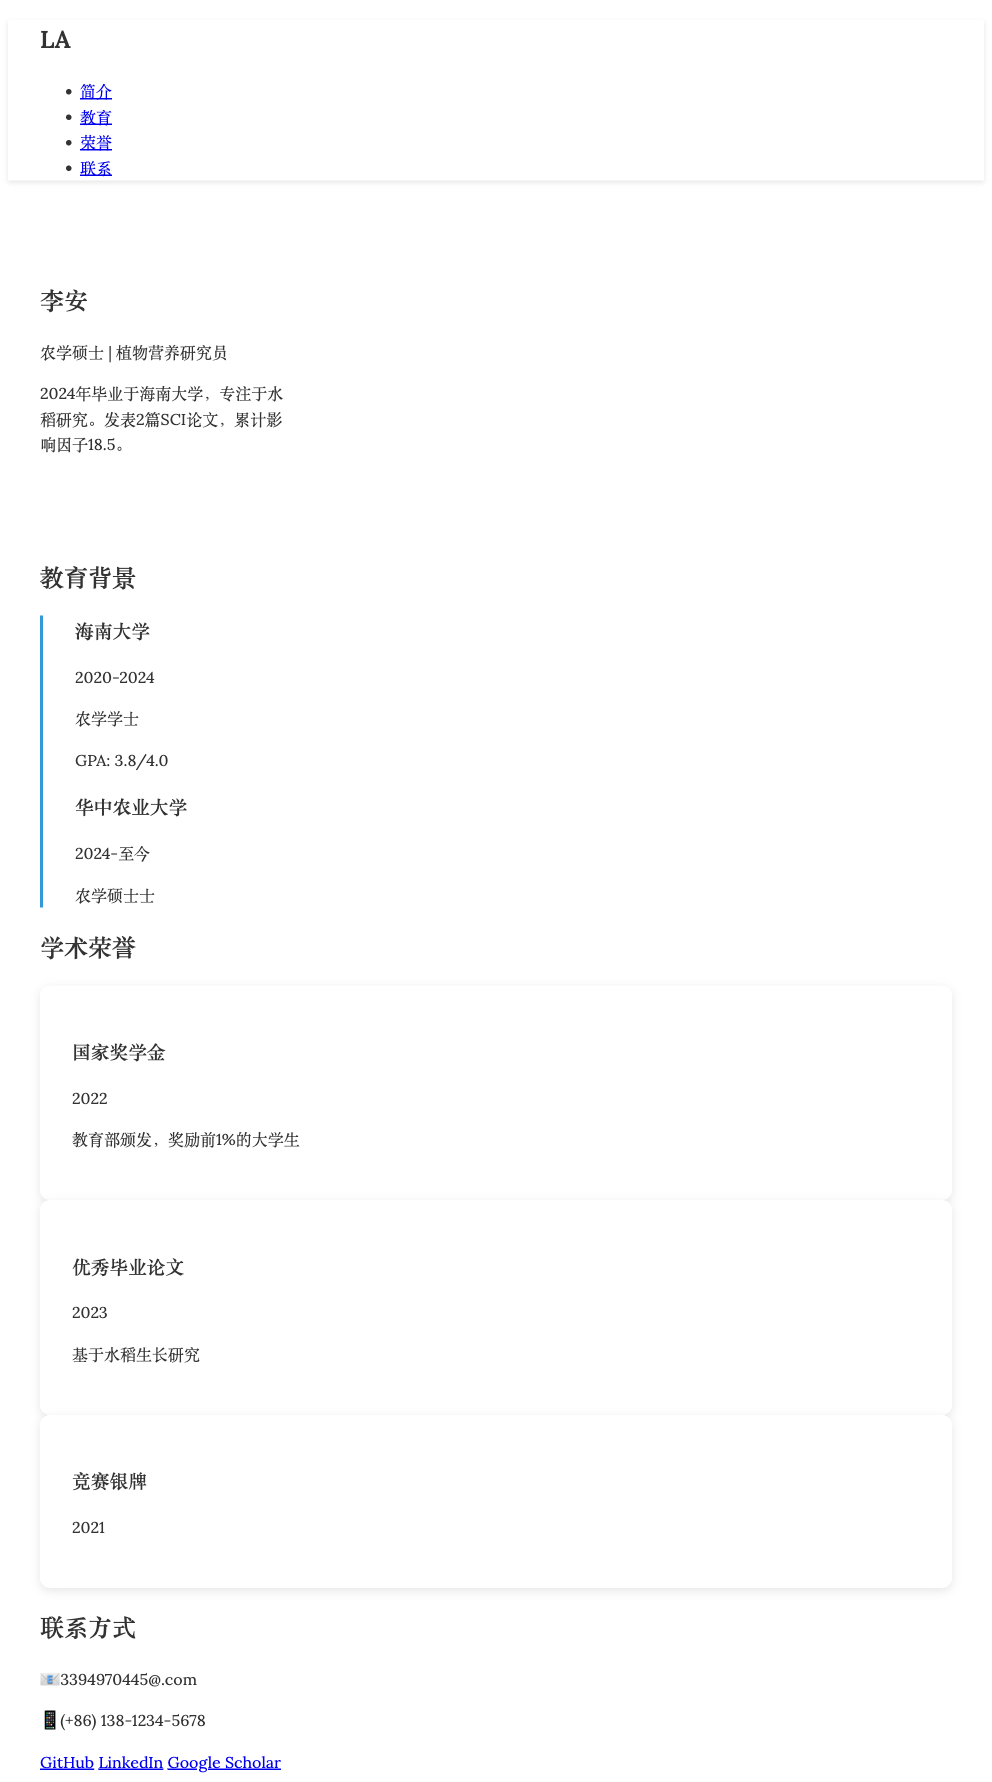 LA
简介
教育
荣誉
联系
李安
农学硕士 | 植物营养研究员
2024年毕业于海南大学，专注于水
稻研究。发表2篇SCI论文，累计影
响因子18.5。
教育背景
海南大学
2020-2024
农学学士
GPA: 3.8/4.0
华中农业大学
2024-至今
农学硕士士
学术荣誉
国家奖学金
2022
教育部颁发，奖励前1%的大学生
优秀毕业论文
2023
基于水稻生长研究
竞赛银牌
2021
联系方式
📧3394970445@.com
📱(+86) 138-1234-5678
GitHub LinkedIn Google Scholar